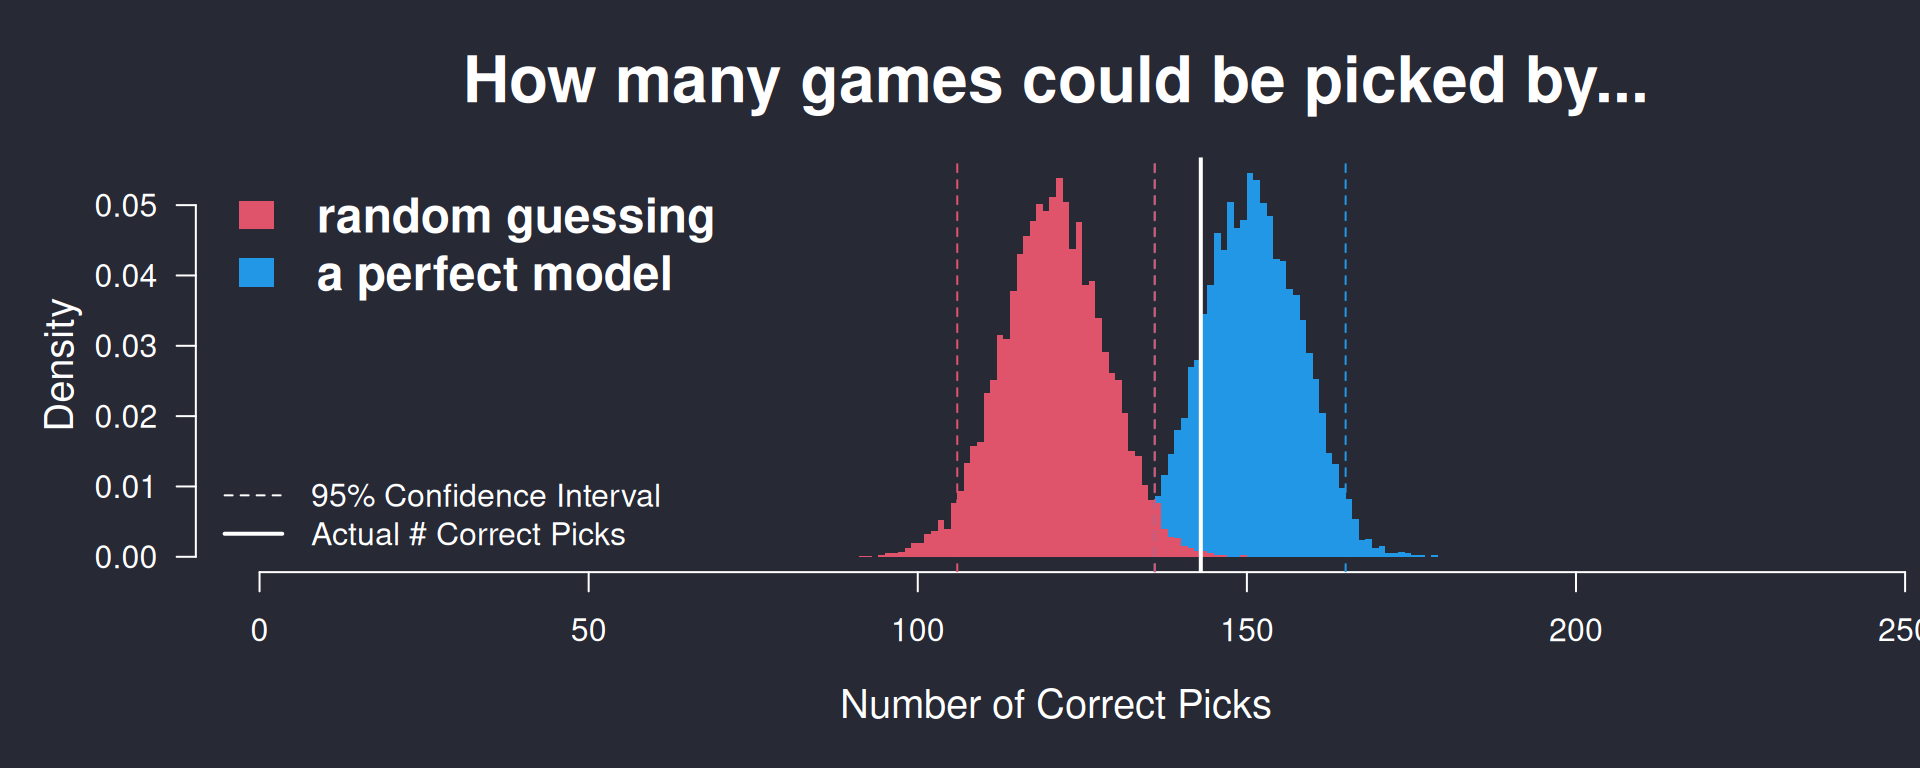 How many games could be picked by...
random guessing
a perfect model
0.05
0.04
0.03
0.02
0.01
0.00
Density
95% Confidence Interval
Actual # Correct Picks
0
50
100
150
200
250
Number of Correct Picks